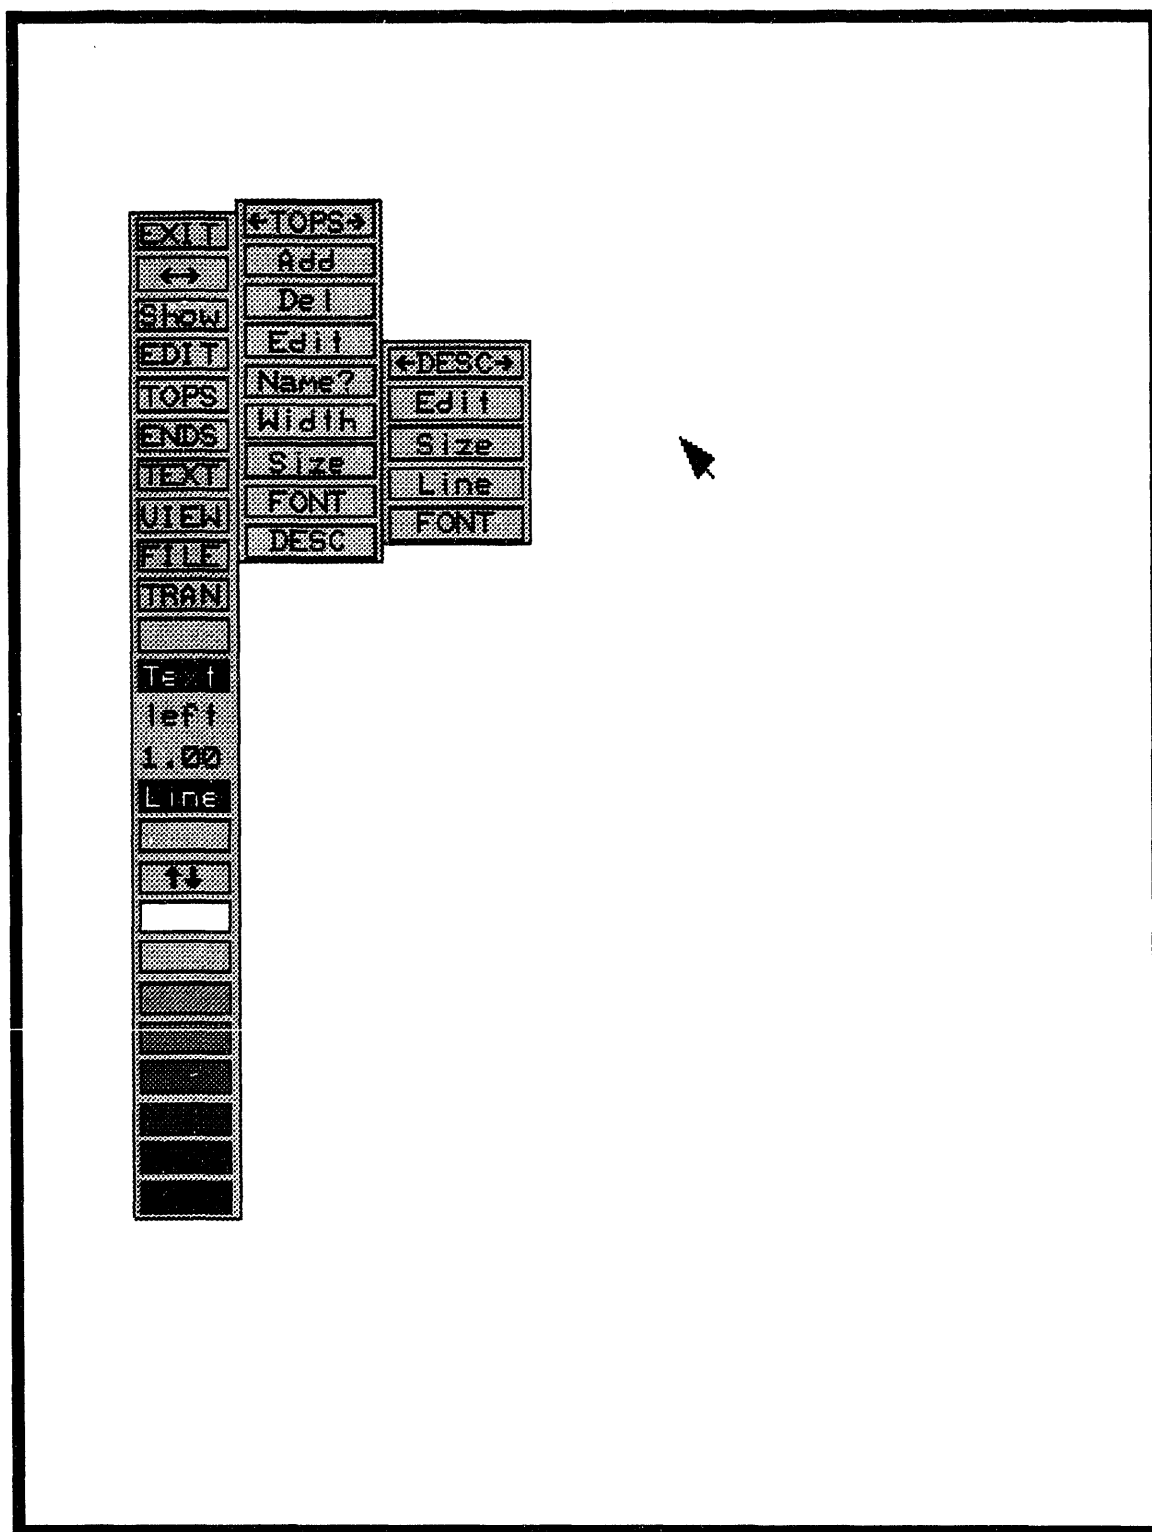 EXIT
↔
Show
EDIT
TOPS
ENDS
TEXT
VIEW
FILE
TRAN
Text
left
1.00
Line
↑↓
←TOPS→
Add
Del
Edit
Name?
Width
Size
FONT
DESC
←DESC→
Edit
Size
Line
FONT